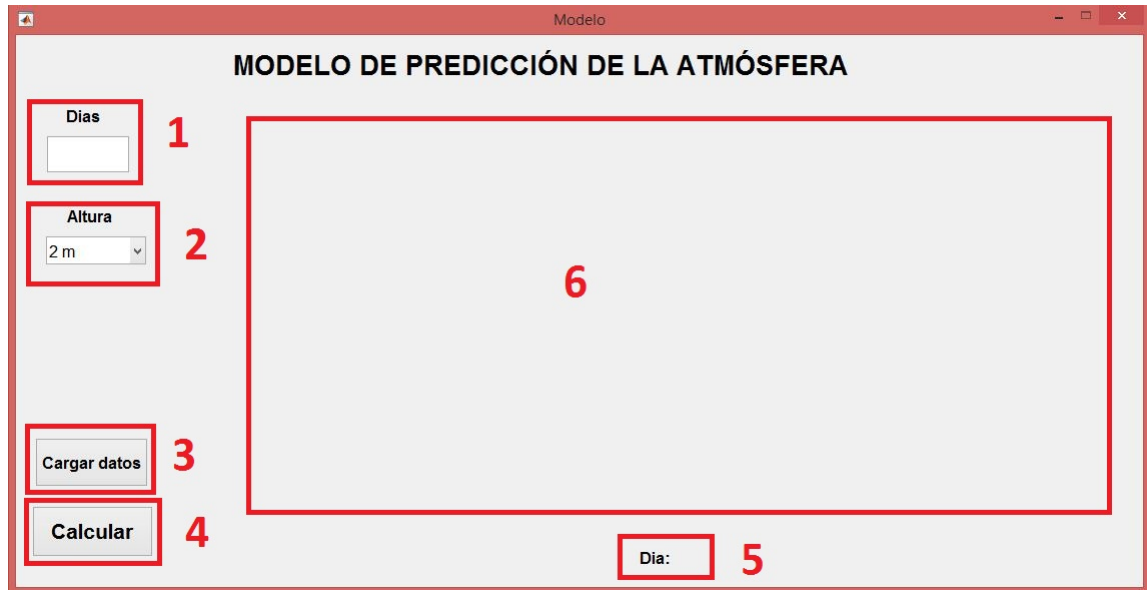 Modelo
MODELO DE PREDICCIÓN DE LA ATMÓSFERA
Dias
1
Altura
2 m
2
6
Cargar datos
3
Calcular
4
Dia:
5